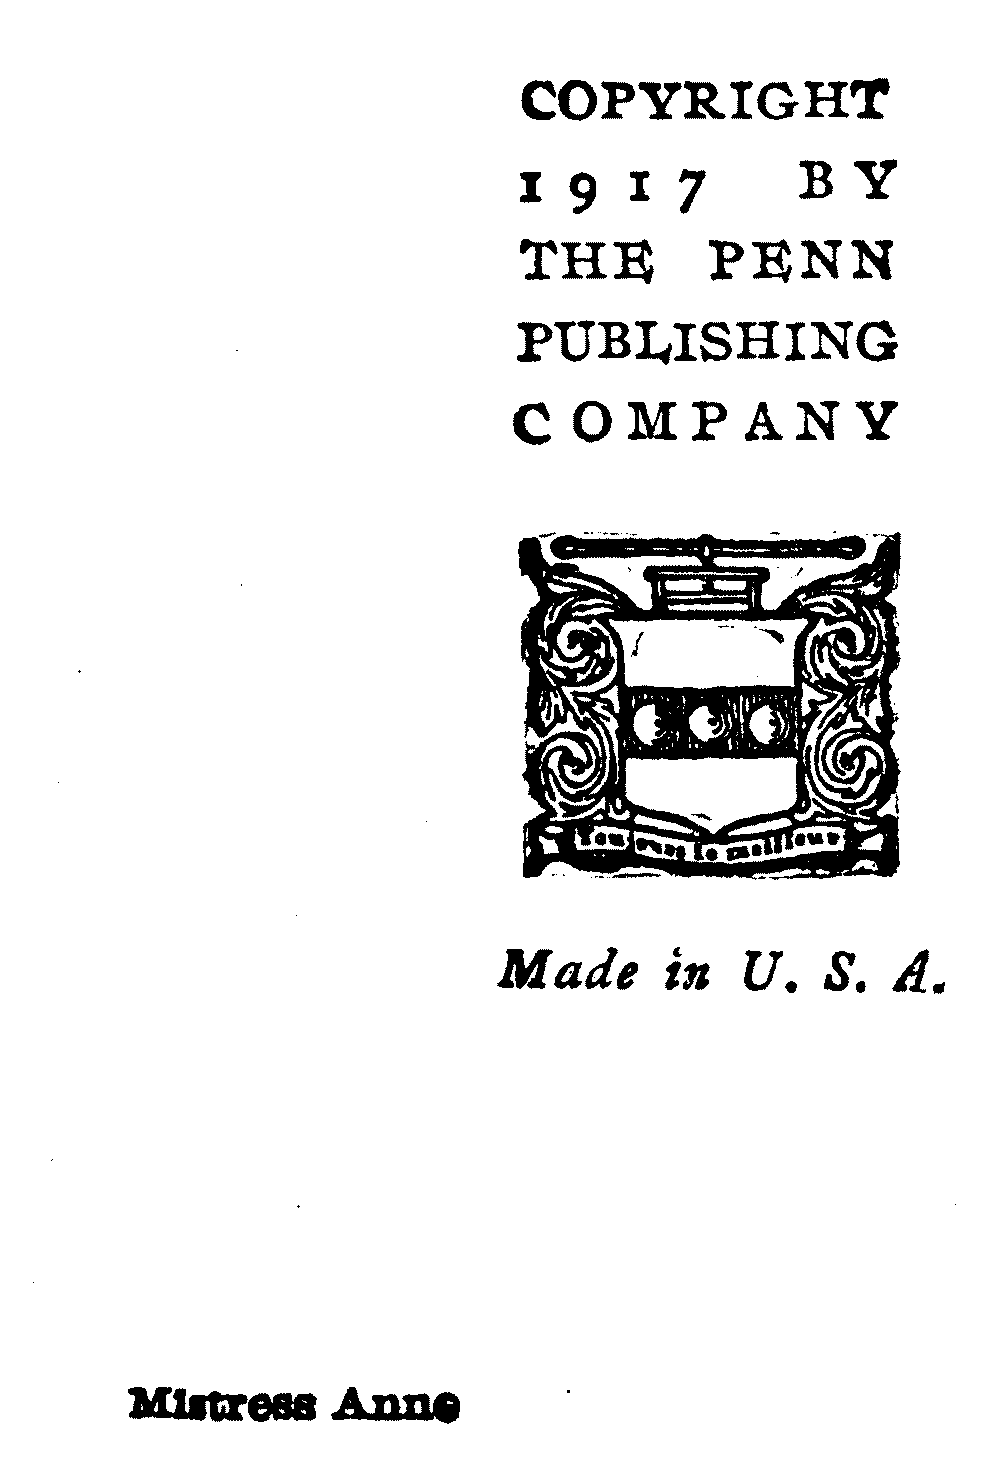 COPYRIGHT
1917 BY
THE PENN
PUBLISHING
COMPANY
Toujours le meilleur
Made in U. S. A.
Mistress Anne